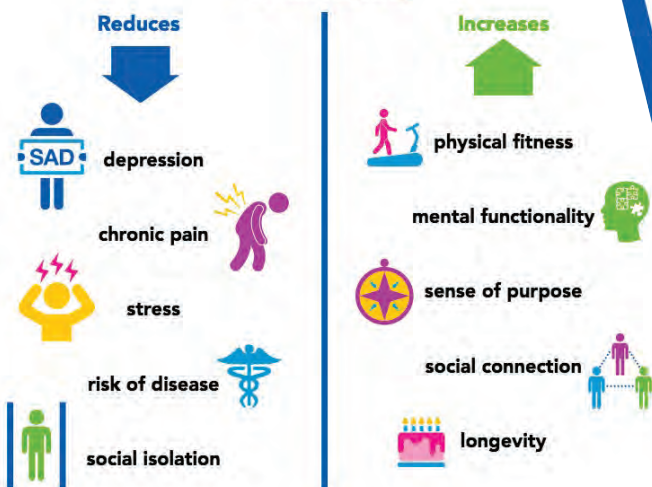 Reduces
SAD
depression
chronic pain
stress
risk of disease
social isolation
Increases
physical fitness
mental functionality
sense of purpose
social connection
longevity